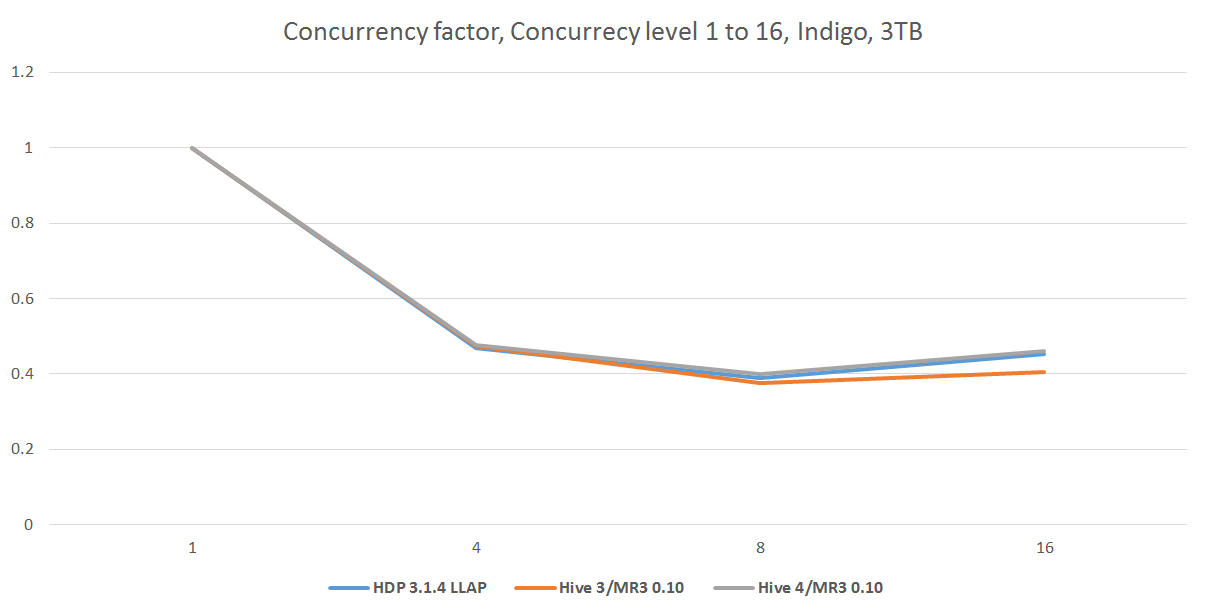 Concurrency factor, Concurrecy level 1 to 16, Indigo, 3TB
1.2
1
0.8
0.6
0.4
0.2
0
1 4 8 16
HDP 3.1.4 LLAP Hive 3/MR3 0.10 Hive 4/MR3 0.10